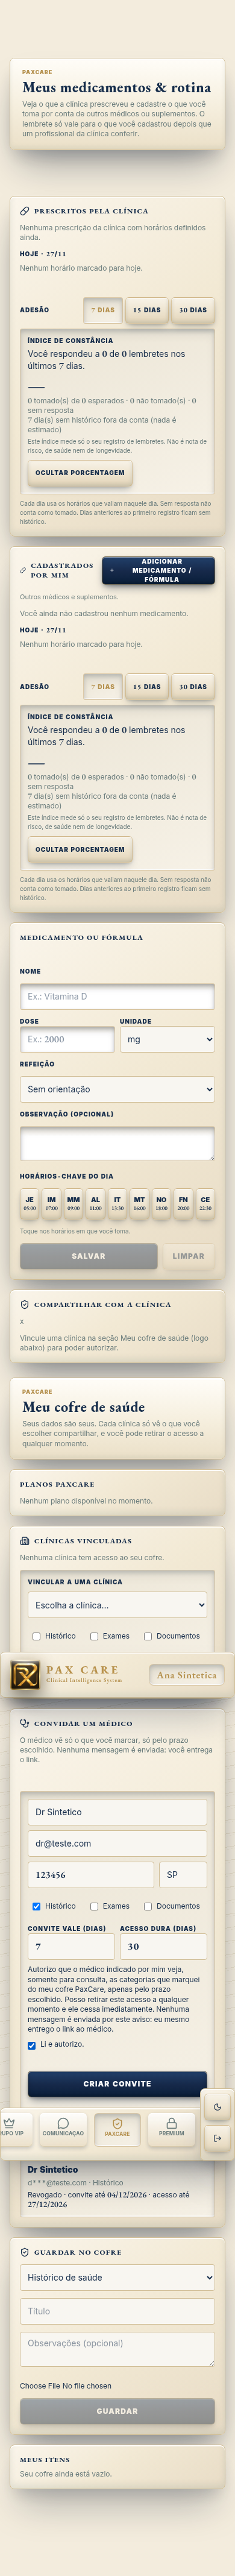 PAXCARE
Meus medicamentos & rotina
Veja o que a clínica prescreveu e cadastre o que você
toma por conta de outros médicos ou suplementos. O
lembrete só vale para o que você cadastrou depois que
um profissional da clínica conferir.
PRESCRITOS PELA CLÍNICA
Nenhuma prescrição da clínica com horários definidos
ainda.
HOJE · 27/11
Nenhum horário marcado para hoje.
ADESÃO
7 DIAS
15 DIAS
30 DIAS
ÍNDICE DE CONSTÂNCIA
Você respondeu a 0 de 0 lembretes nos
últimos 7 dias.
—
0 tomado(s) de 0 esperados · 0 não tomado(s) · 0
sem resposta
7 dia(s) sem histórico fora da conta (nada é
estimado)
Este índice mede só o seu registro de lembretes. Não é nota de
risco, de saúde nem de longevidade.
OCULTAR PORCENTAGEM
Cada dia usa os horários que valiam naquele dia. Sem resposta não
conta como tomado. Dias anteriores ao primeiro registro ficam sem
histórico.
CADASTRADOS
POR MIM
ADICIONAR
MEDICAMENTO /
FÓRMULA
Outros médicos e suplementos.
Você ainda não cadastrou nenhum medicamento.
HOJE · 27/11
Nenhum horário marcado para hoje.
ADESÃO
7 DIAS
15 DIAS
30 DIAS
ÍNDICE DE CONSTÂNCIA
Você respondeu a 0 de 0 lembretes nos
últimos 7 dias.
—
0 tomado(s) de 0 esperados · 0 não tomado(s) · 0
sem resposta
7 dia(s) sem histórico fora da conta (nada é
estimado)
Este índice mede só o seu registro de lembretes. Não é nota de
risco, de saúde nem de longevidade.
OCULTAR PORCENTAGEM
Cada dia usa os horários que valiam naquele dia. Sem resposta não
conta como tomado. Dias anteriores ao primeiro registro ficam sem
histórico.
MEDICAMENTO OU FÓRMULA
NOME
Ex.: Vitamina D
DOSE
UNIDADE
Ex.: 2000
mg
REFEIÇÃO
Sem orientação
OBSERVAÇÃO (OPCIONAL)
HORÁRIOS-CHAVE DO DIA
JE IM MM AL IT MT NO FN CE
05:00 07:00 09:00 11:00 13:30 16:00 18:00 20:00 22:30
Toque nos horários em que você toma.
SALVAR
LIMPAR
COMPARTILHAR COM A CLÍNICA
x
Vincule uma clínica na seção Meu cofre de saúde (logo
abaixo) para poder autorizar.
PAXCARE
Meu cofre de saúde
Seus dados são seus. Cada clínica só vê o que você
escolher compartilhar, e você pode retirar o acesso a
qualquer momento.
PLANOS PAXCARE
Nenhum plano disponível no momento.
CLÍNICAS VINCULADAS
Nenhuma clínica tem acesso ao seu cofre.
VINCULAR A UMA CLÍNICA
Escolha a clínica...
Histórico
Exames
Documentos
PAX CARE
Clinical Intelligence System
Ana Sintetica
CONVIDAR UM MÉDICO
O médico vê só o que você marcar, só pelo prazo
escolhido. Nenhuma mensagem é enviada: você entrega
o link.
Dr Sintetico
dr@teste.com
123456
SP
Histórico
Exames
Documentos
CONVITE VALE (DIAS)
ACESSO DURA (DIAS)
7
30
Autorizo que o médico indicado por mim veja,
somente para consulta, as categorias que marquei
do meu cofre PaxCare, apenas pelo prazo
escolhido. Posso retirar este acesso a qualquer
momento e ele cessa imediatamente. Nenhuma
mensagem é enviada por este aviso: eu mesmo
entrego o link ao médico.
Li e autorizo.
CRIAR CONVITE
UPO VIP
COMUNICAÇÃO
PAXCARE
PREMIUM
Dr Sintetico
d***@teste.com · Histórico
Revogado · convite até 04/12/2026 · acesso até
27/12/2026
GUARDAR NO COFRE
Histórico de saúde
Título
Observações (opcional)
Choose File No file chosen
GUARDAR
MEUS ITENS
Seu cofre ainda está vazio.